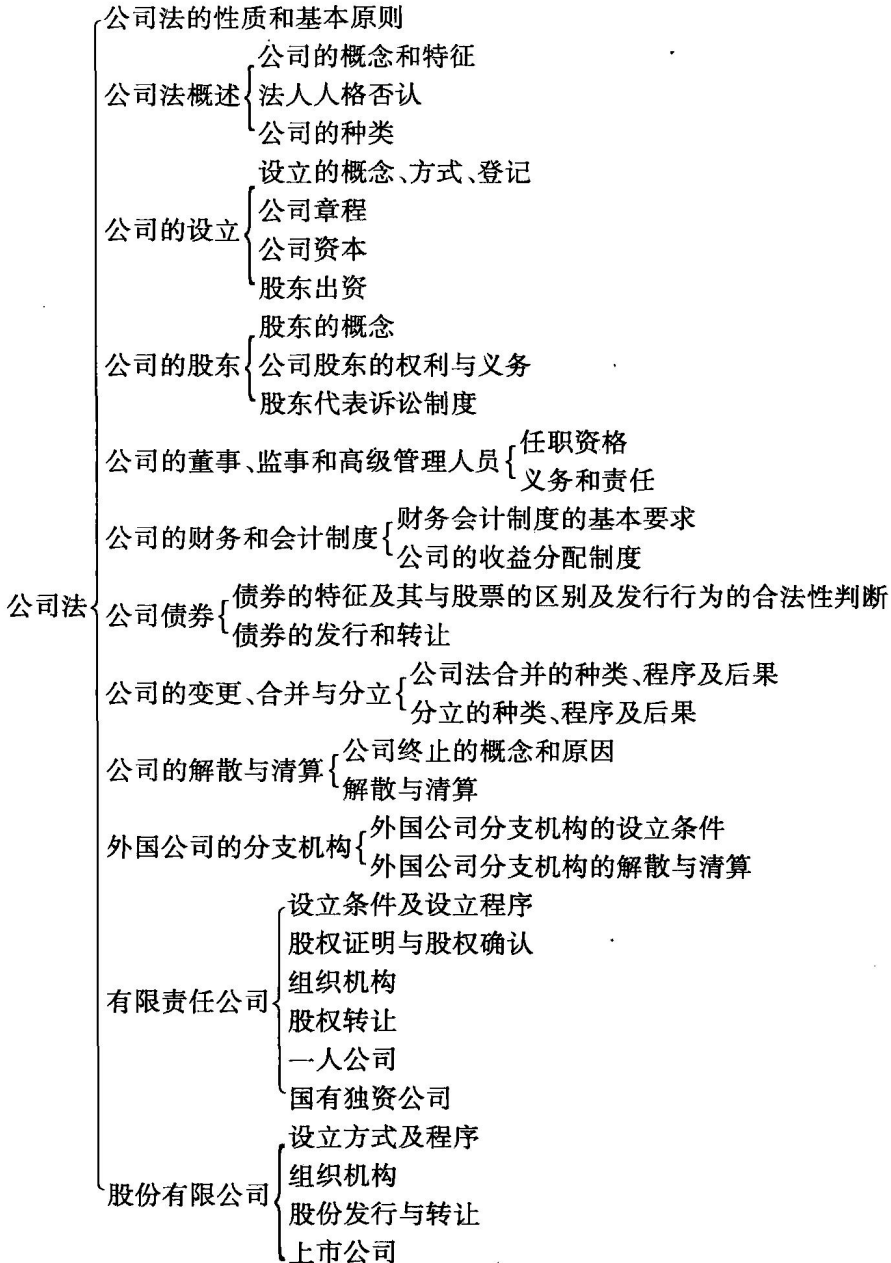 公司法的性质和基本原则
公司的概念和特征
公司法概述
法人人格否认
公司的种类
设立的概念、方式、登记
公司章程
公司的设立
公司资本
股东出资
股东的概念
公司的股东
公司股东的权利与义务
股东代表诉讼制度
任职资格
公司的董事、监事和高级管理人员
义务和责任
财务会计制度的基本要求
公司的财务和会计制度
公司的收益分配制度
公司法
债券的特征及其与股票的区别及发行行为的合法性判断
公司债券
债券的发行和转让
公司法合并的种类、程序及后果
公司的变更、合并与分立
分立的种类、程序及后果
公司终止的概念和原因
公司的解散与清算
解散与清算
外国公司分支机构的设立条件
外国公司的分支机构
外国公司分支机构的解散与清算
设立条件及设立程序
股权证明与股权确认
组织机构
有限责任公司
股权转让
一人公司
国有独资公司
设立方式及程序
组织机构
股份有限公司
股份发行与转让
上市公司